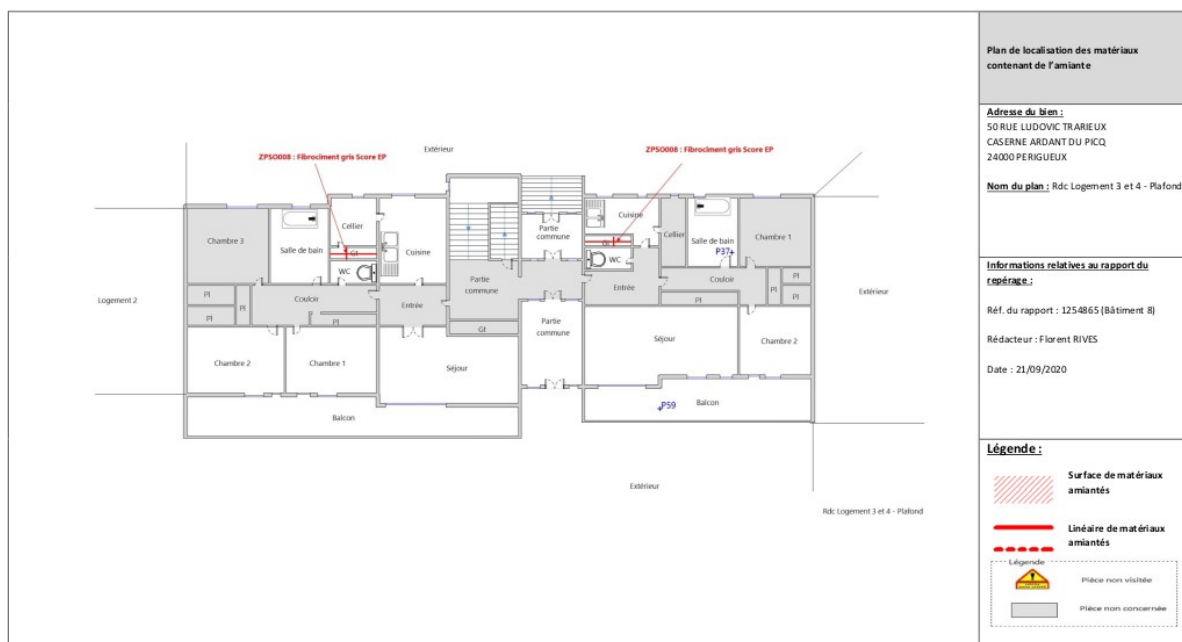 Plan de localisation des matériaux
contenant de l'amiante
Adresse du bien :
50 RUE LUDOVIC TRARIEUX
CASERNE ARDANT DU PICQ
24000 PERIGUEUX
Nom du plan : Rdc Logement 3 et 4 - Plafond
Informations relatives au rapport du
repérage :
Réf. du rapport : 1254865 (Bâtiment 8)
Rédacteur : Florent RIVES
Date : 21/09/2020
Légende :
Surface de matériaux
amiantés
Linéaire de matériaux
amiantés
Légende
Pièce non visitée
Pièce non concernée
Extérieur
ZPSO008 : Fibrociment gris Score EP
ZPSO008 : Fibrociment gris Score EP
Chambre 3
Salle de bain
Cellier
Gt
WC
Cuisine
Partie
commune
Partie
commune
Cuisine
Gt
WC
Cellier
Salle de bain
P37
Chambre 1
Logement 2
Pl
Pl
Pl
Couloir
Pl
Entrée
Gt
Partie
commune
Entrée
Couloir
Pl
Pl
Pl
Pl
Extérieur
Chambre 2
Chambre 1
Séjour
Séjour
Chambre 2
Balcon
P59
Balcon
Extérieur
Rdc Logement 3 et 4 - Plafond